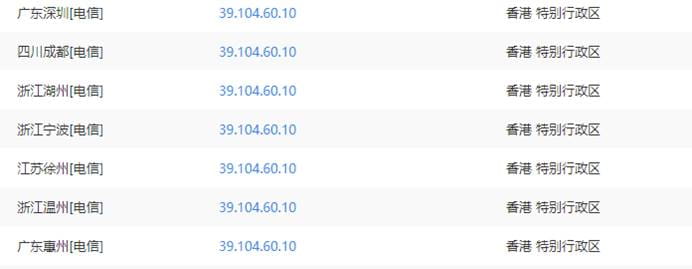 广东深圳[电信] 39.104.60.10 香港 特别行政区
四川成都[电信] 39.104.60.10 香港 特别行政区
浙江湖州[电信] 39.104.60.10 香港 特别行政区
浙江宁波[电信] 39.104.60.10 香港 特别行政区
江苏徐州[电信] 39.104.60.10 香港 特别行政区
浙江温州[电信] 39.104.60.10 香港 特别行政区
广东惠州[电信] 39.104.60.10 香港 特别行政区